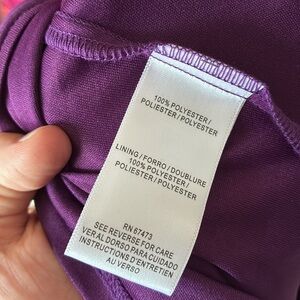 100% POLYESTER/
POLIESTER/POLYESTER
LINING/FORRO/DOUBLURE
100% POLYESTER/
POLIESTER/POLYESTER
RN 67473
SEE REVERSE FOR CARE
VER AL DORSO PARA CUIDADO
INSTRUCTIONS D'ENTRETIEN
AU VERSO